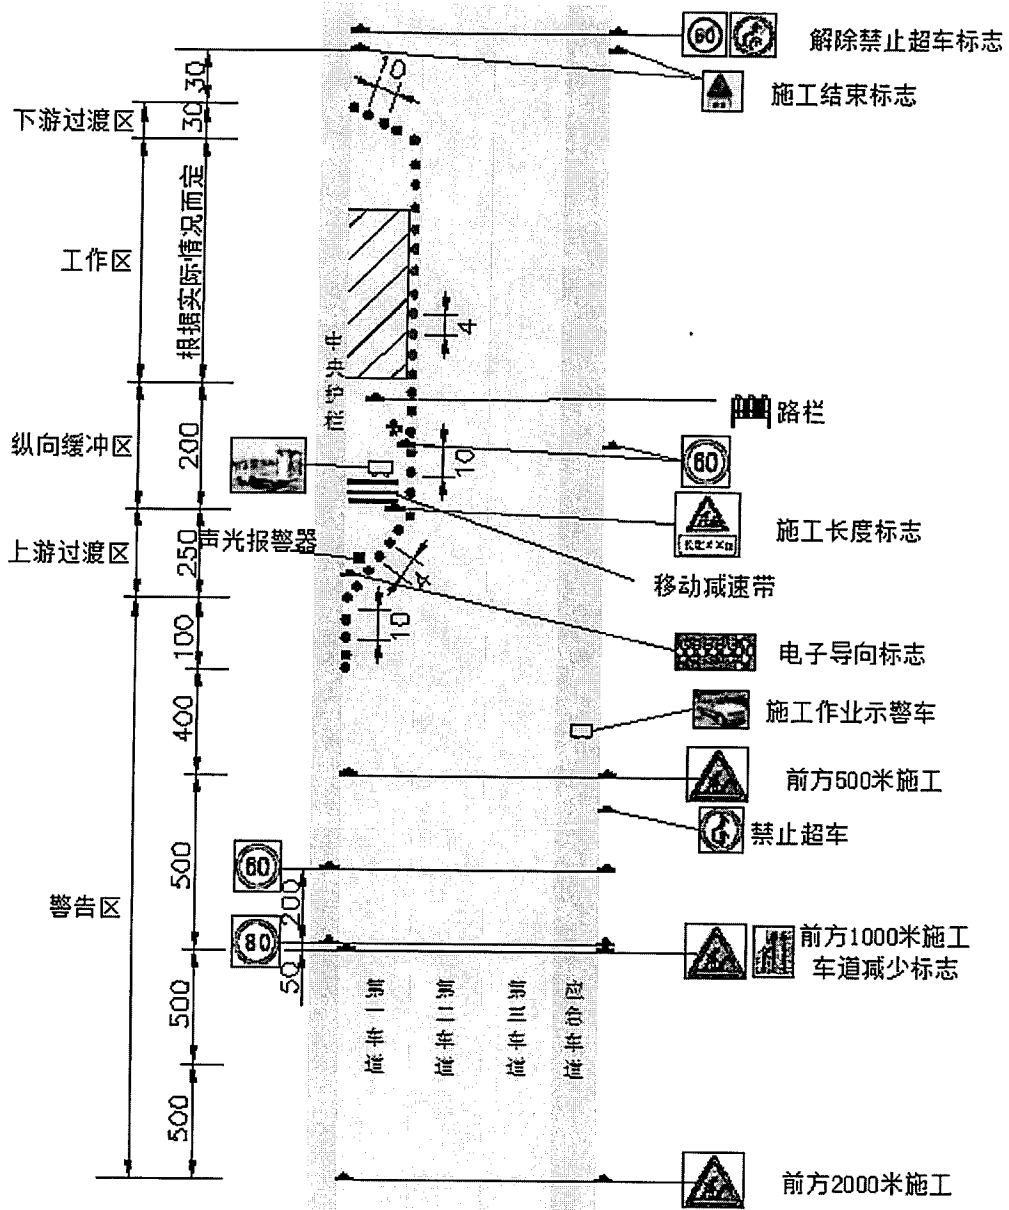 60
解除禁止超车标志
30
10
施工结束标志
下游过渡区
30
工作区
根据实际情况而定
4
中央护栏
路栏
纵向缓冲区
200
10
60
施工长度标志
上游过渡区
250
声光报警器
移动减速带
4
100
10
电子导向标志
400
施工作业示警车
前方500米施工
禁止超车
500
60
200
警告区
80
50
前方1000米施工
车道减少标志
第一车道
第二车道
第三车道
应急车道
500
500
前方2000米施工